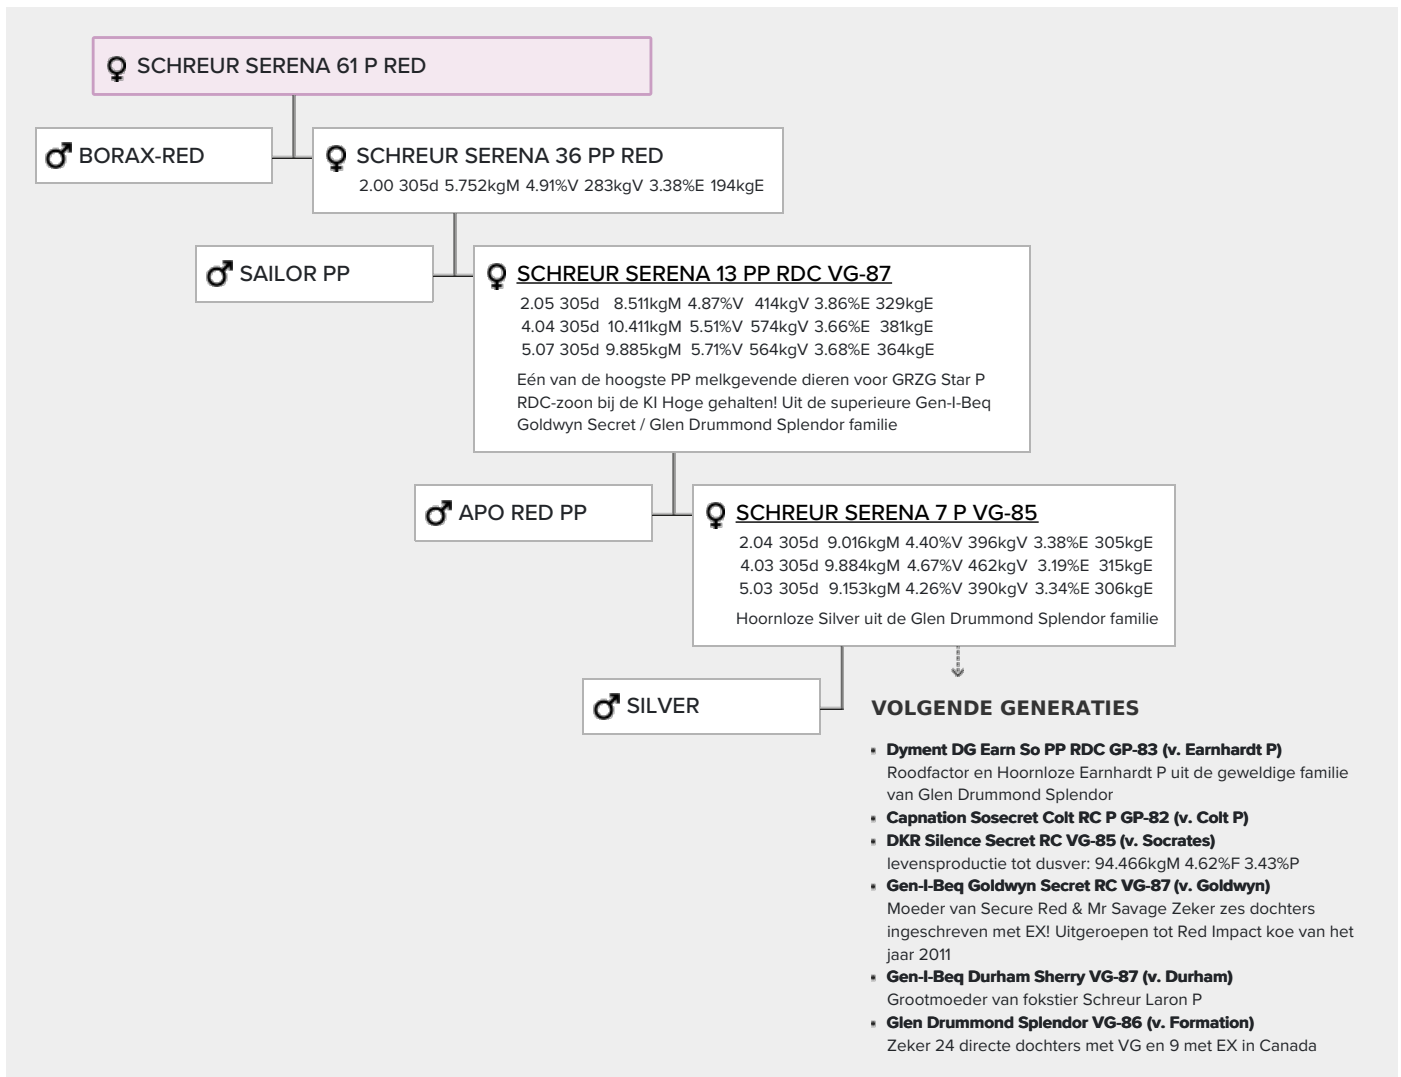 SCHREUR SERENA 61 P RED
BORAX-RED
SCHREUR SERENA 36 PP RED
2.00 305d 5.752kgM 4.91%V 283kgV 3.38%E 194kgE
SAILOR PP
SCHREUR SERENA 13 PP RDC VG-87
2.05 305d 8.511kgM 4.87%V 414kgV 3.86%E 329kgE
4.04 305d 10.411kgM 5.51%V 574kgV 3.66%E 381kgE
5.07 305d 9.885kgM 5.71%V 564kgV 3.68%E 364kgE
Eén van de hoogste PP melkgevende dieren voor GRZG Star P
RDC-zoon bij de KI Hoge gehalten! Uit de superieure Gen-I-Beq
Goldwyn Secret / Glen Drummond Splendor familie
APO RED PP
SCHREUR SERENA 7 P VG-85
2.04 305d 9.016kgM 4.40%V 396kgV 3.38%E 305kgE
4.03 305d 9.884kgM 4.67%V 462kgV 3.19%E 315kgE
5.03 305d 9.153kgM 4.26%V 390kgV 3.34%E 306kgE
Hoornloze Silver uit de Glen Drummond Splendor familie
SILVER
VOLGENDE GENERATIES
Dyment DG Earn So PP RDC GP-83 (v. Earnhardt P)
Roodfactor en Hoornloze Earnhardt P uit de geweldige familie
van Glen Drummond Splendor
Capnation Sosecret Colt RC P GP-82 (v. Colt P)
DKR Silence Secret RC VG-85 (v. Socrates)
levensproductie tot dusver: 94.466kgM 4.62%F 3.43%P
Gen-I-Beq Goldwyn Secret RC VG-87 (v. Goldwyn)
Moeder van Secure Red & Mr Savage Zeker zes dochters
ingeschreven met EX! Uitgeroepen tot Red Impact koe van het
jaar 2011
Gen-I-Beq Durham Sherry VG-87 (v. Durham)
Grootmoeder van fokstier Schreur Laron P
Glen Drummond Splendor VG-86 (v. Formation)
Zeker 24 directe dochters met VG en 9 met EX in Canada